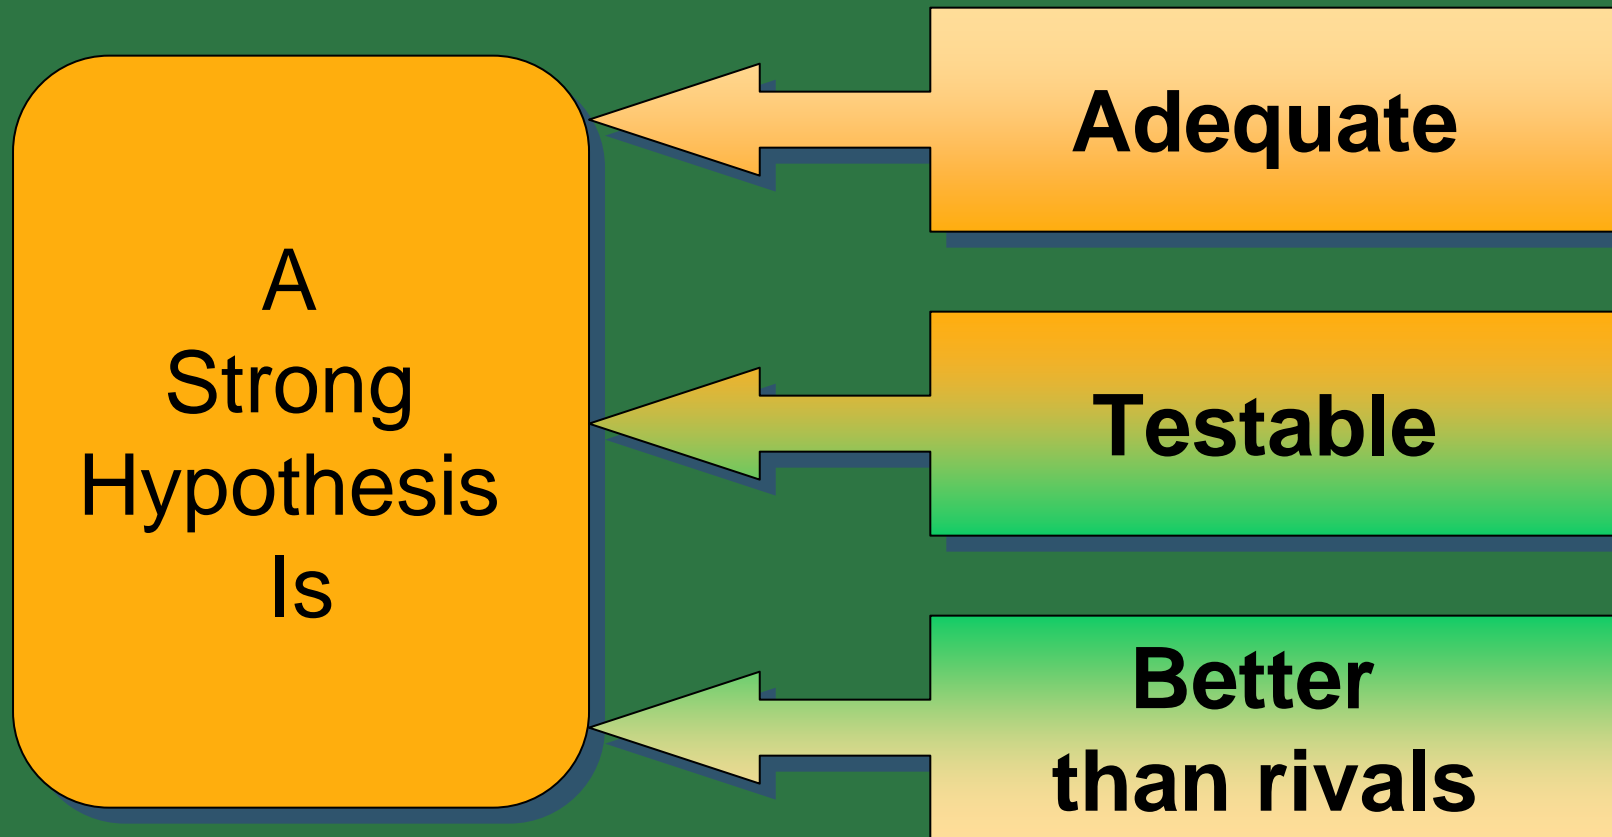 A
Strong
Hypothesis
Is
Adequate
Testable
Better
than rivals